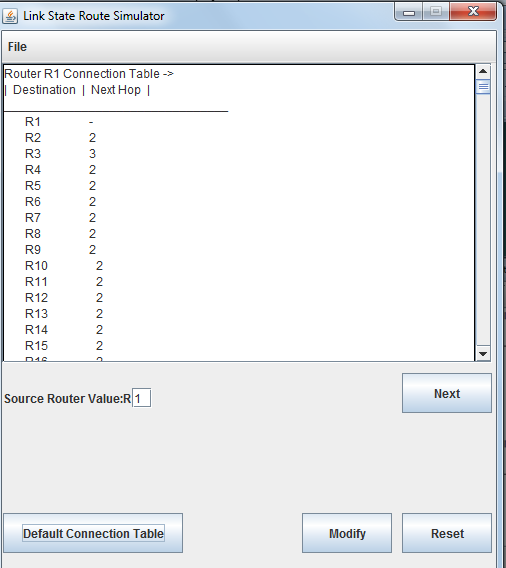 Link State Route Simulator
File
Router R1 Connection Table ->
| Destination | Next Hop |
R1 -
R2 2
R3 3
R4 2
R5 2
R6 2
R7 2
R8 2
R9 2
R10 2
R11 2
R12 2
R13 2
R14 2
R15 2
R16 2
Source Router Value:R 1
Next
Default Connection Table
Modify
Reset